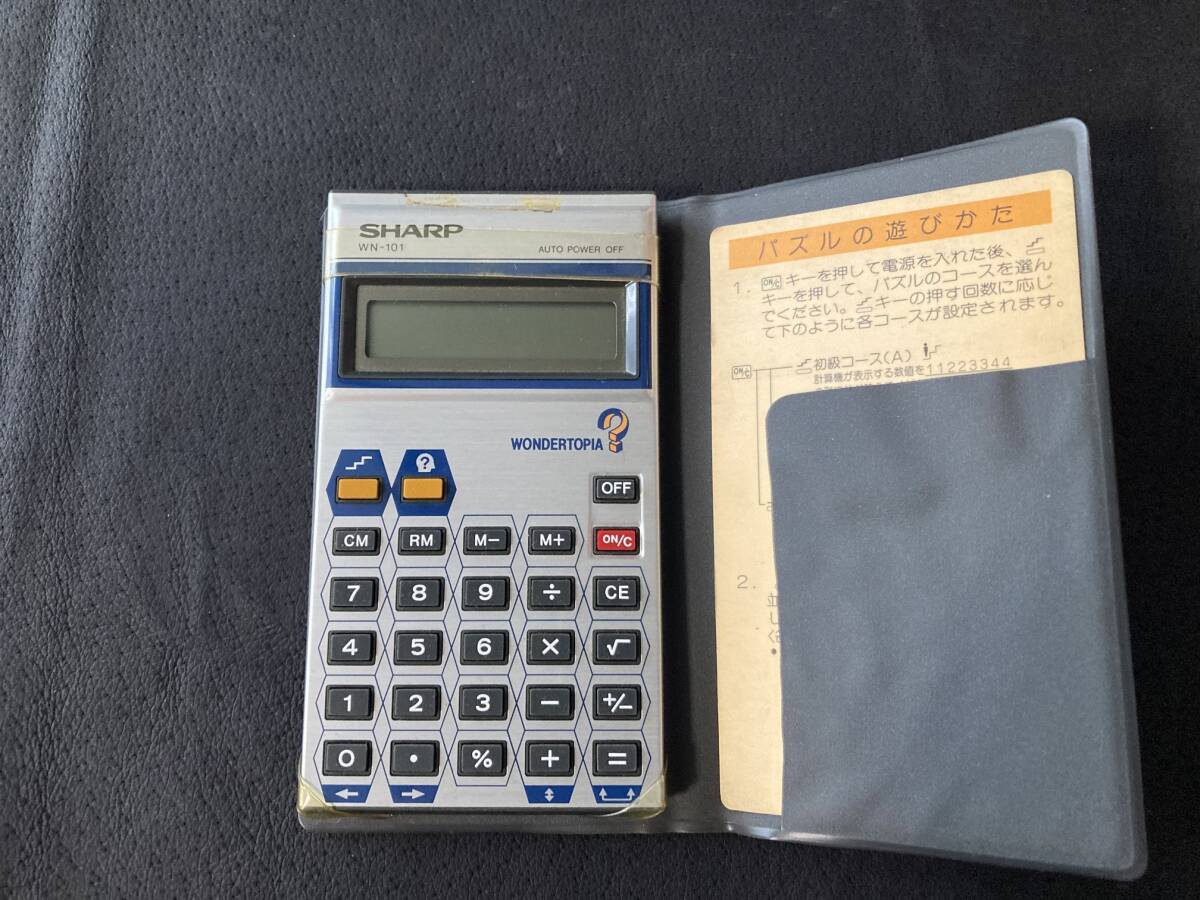 SHARP
WN-101
AUTO POWER OFF
WONDERTOPIA
?
OFF
CM RM M− M+ ON/C
7 8 9 ÷ CE
4 5 6 × √
1 2 3 − +/−
0 • % + =
← → ↕
パズルの遊びかた
1. ON/Cキーを押して電源を入れた後、
キーを押して、パズルのコースを選ん
でください。キーの押す回数に応じ
て下のように各コースが設定されます。
ON/C
初級コース(A)
計算機が表示する数値を11223344
2.